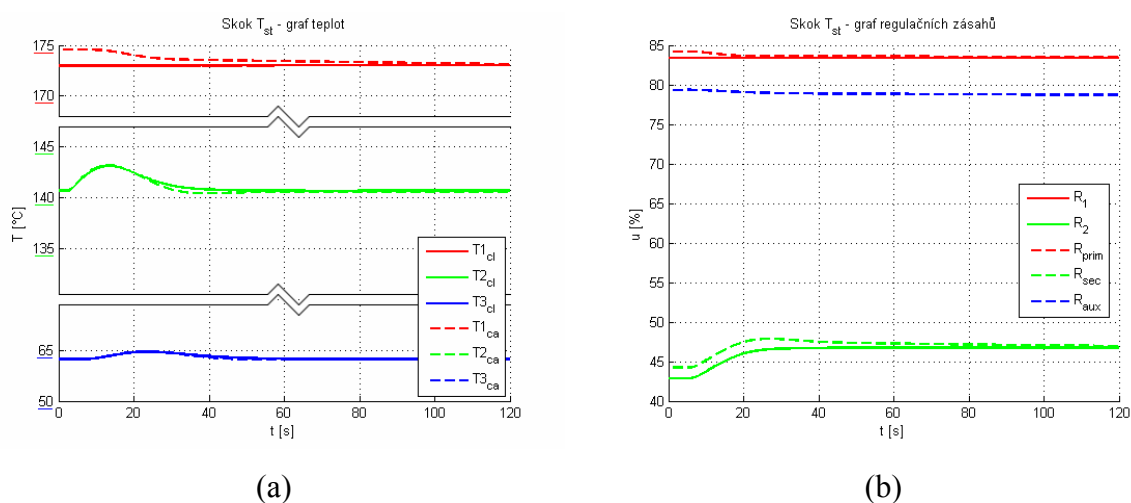 Skok T_st - graf teplot
175
170
145
140
135
65
50
T [°C]
0 20 40 60 80 100 120
t [s]
T1_cl
T2_cl
T3_cl
T1_ca
T2_ca
T3_ca
(a)
Skok T_st - graf regulačních zásahů
85
80
75
70
65
60
55
50
45
40
u [%]
0 20 40 60 80 100 120
t [s]
R_1
R_2
R_prim
R_sec
R_aux
(b)